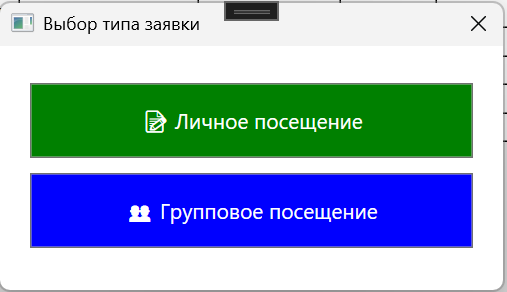 Выбор типа заявки
Личное посещение
Групповое посещение